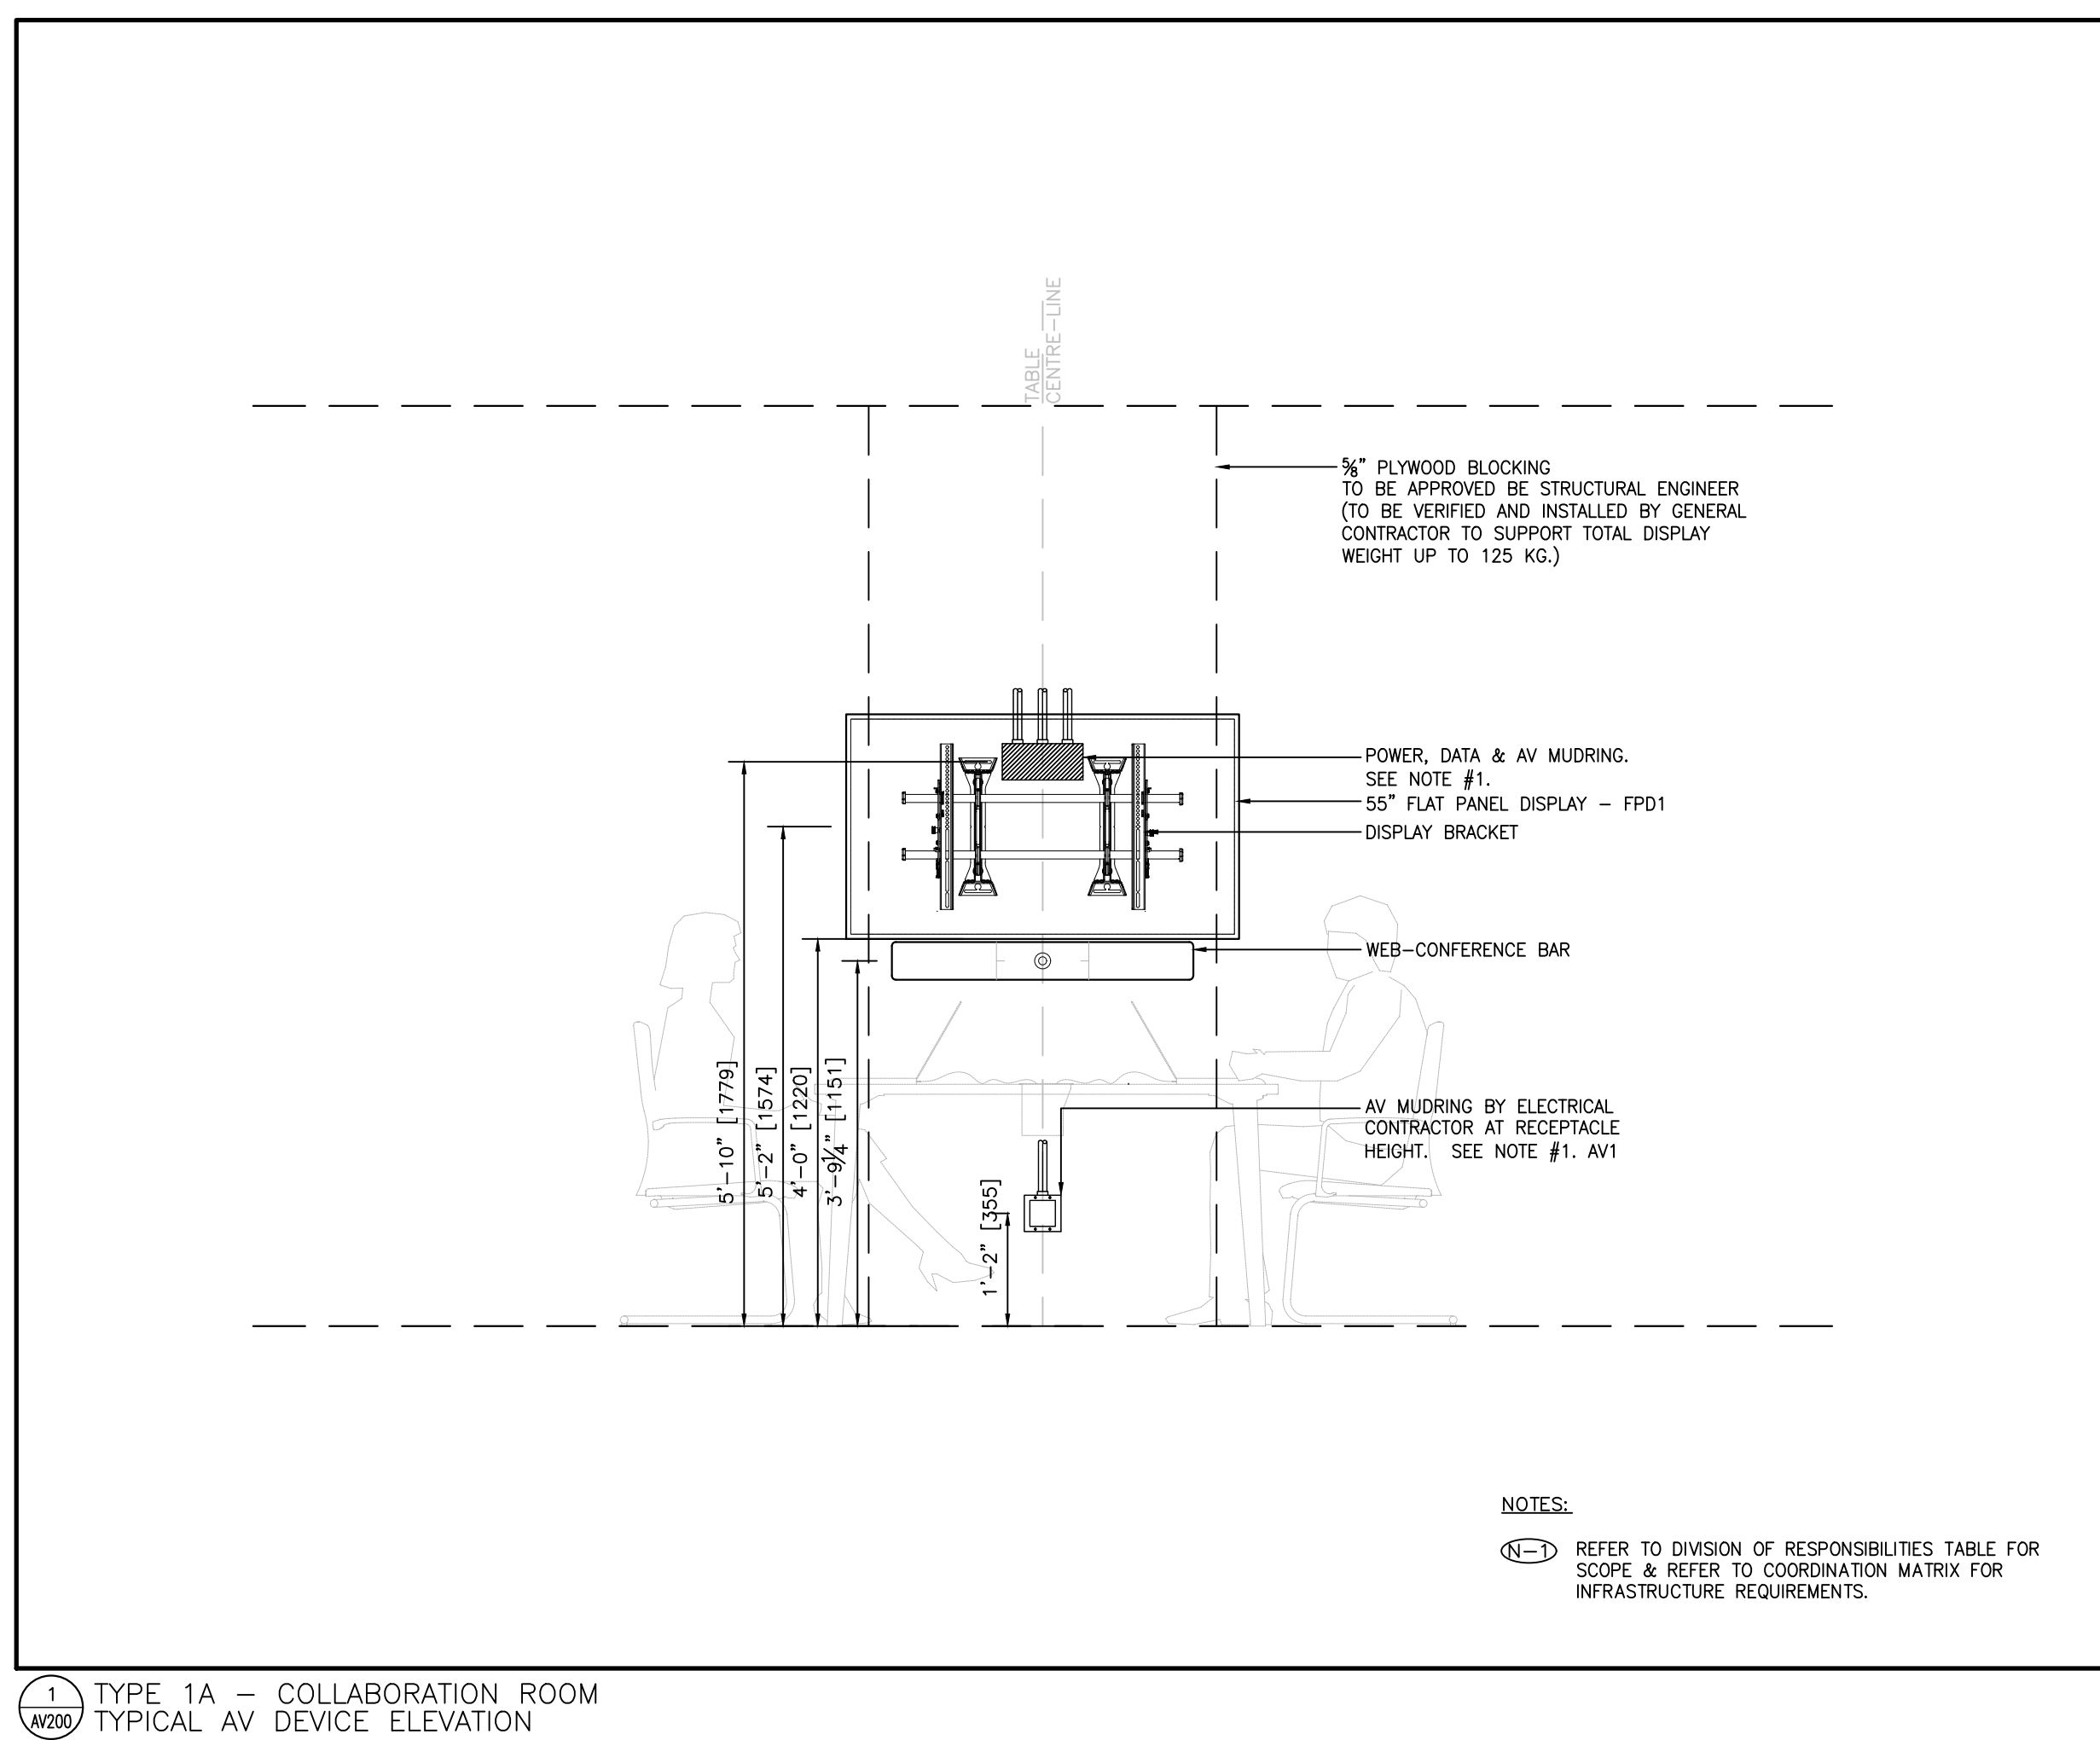 TABLE
CENTRE-LINE
⅝" PLYWOOD BLOCKING
TO BE APPROVED BE STRUCTURAL ENGINEER
(TO BE VERIFIED AND INSTALLED BY GENERAL
CONTRACTOR TO SUPPORT TOTAL DISPLAY
WEIGHT UP TO 125 KG.)
POWER, DATA & AV MUDRING.
SEE NOTE #1.
55" FLAT PANEL DISPLAY - FPD1
DISPLAY BRACKET
WEB-CONFERENCE BAR
5'-10" [1779]
5'-2" [1574]
4'-0" [1220]
3'-9¼" [1151]
1'-2" [355]
AV MUDRING BY ELECTRICAL
CONTRACTOR AT RECEPTACLE
HEIGHT. SEE NOTE #1. AV1
NOTES:
N-1 REFER TO DIVISION OF RESPONSIBILITIES TABLE FOR
SCOPE & REFER TO COORDINATION MATRIX FOR
INFRASTRUCTURE REQUIREMENTS.
1
AV200
TYPE 1A - COLLABORATION ROOM
TYPICAL AV DEVICE ELEVATION